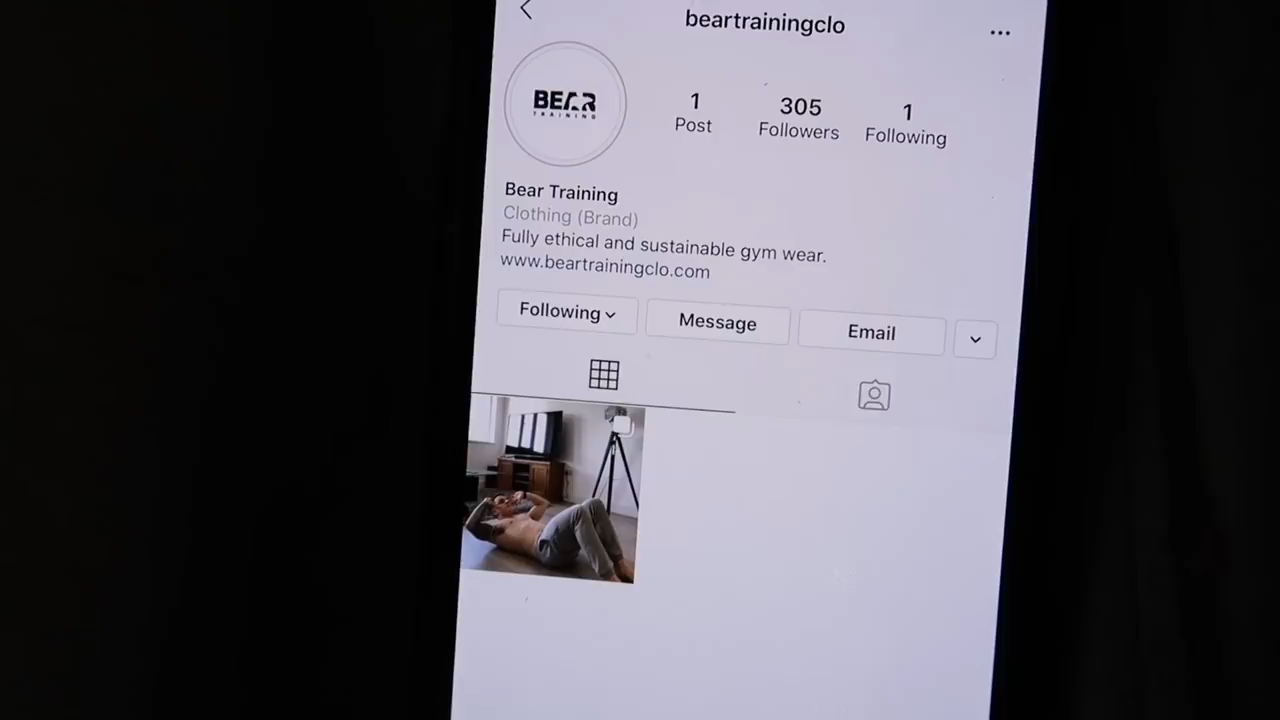 beartrainingclo
...
BEAR
TRAINING
1
Post
305
Followers
1
Following
Bear Training
Clothing (Brand)
Fully ethical and sustainable gym wear.
www.beartrainingclo.com
Following
Message
Email